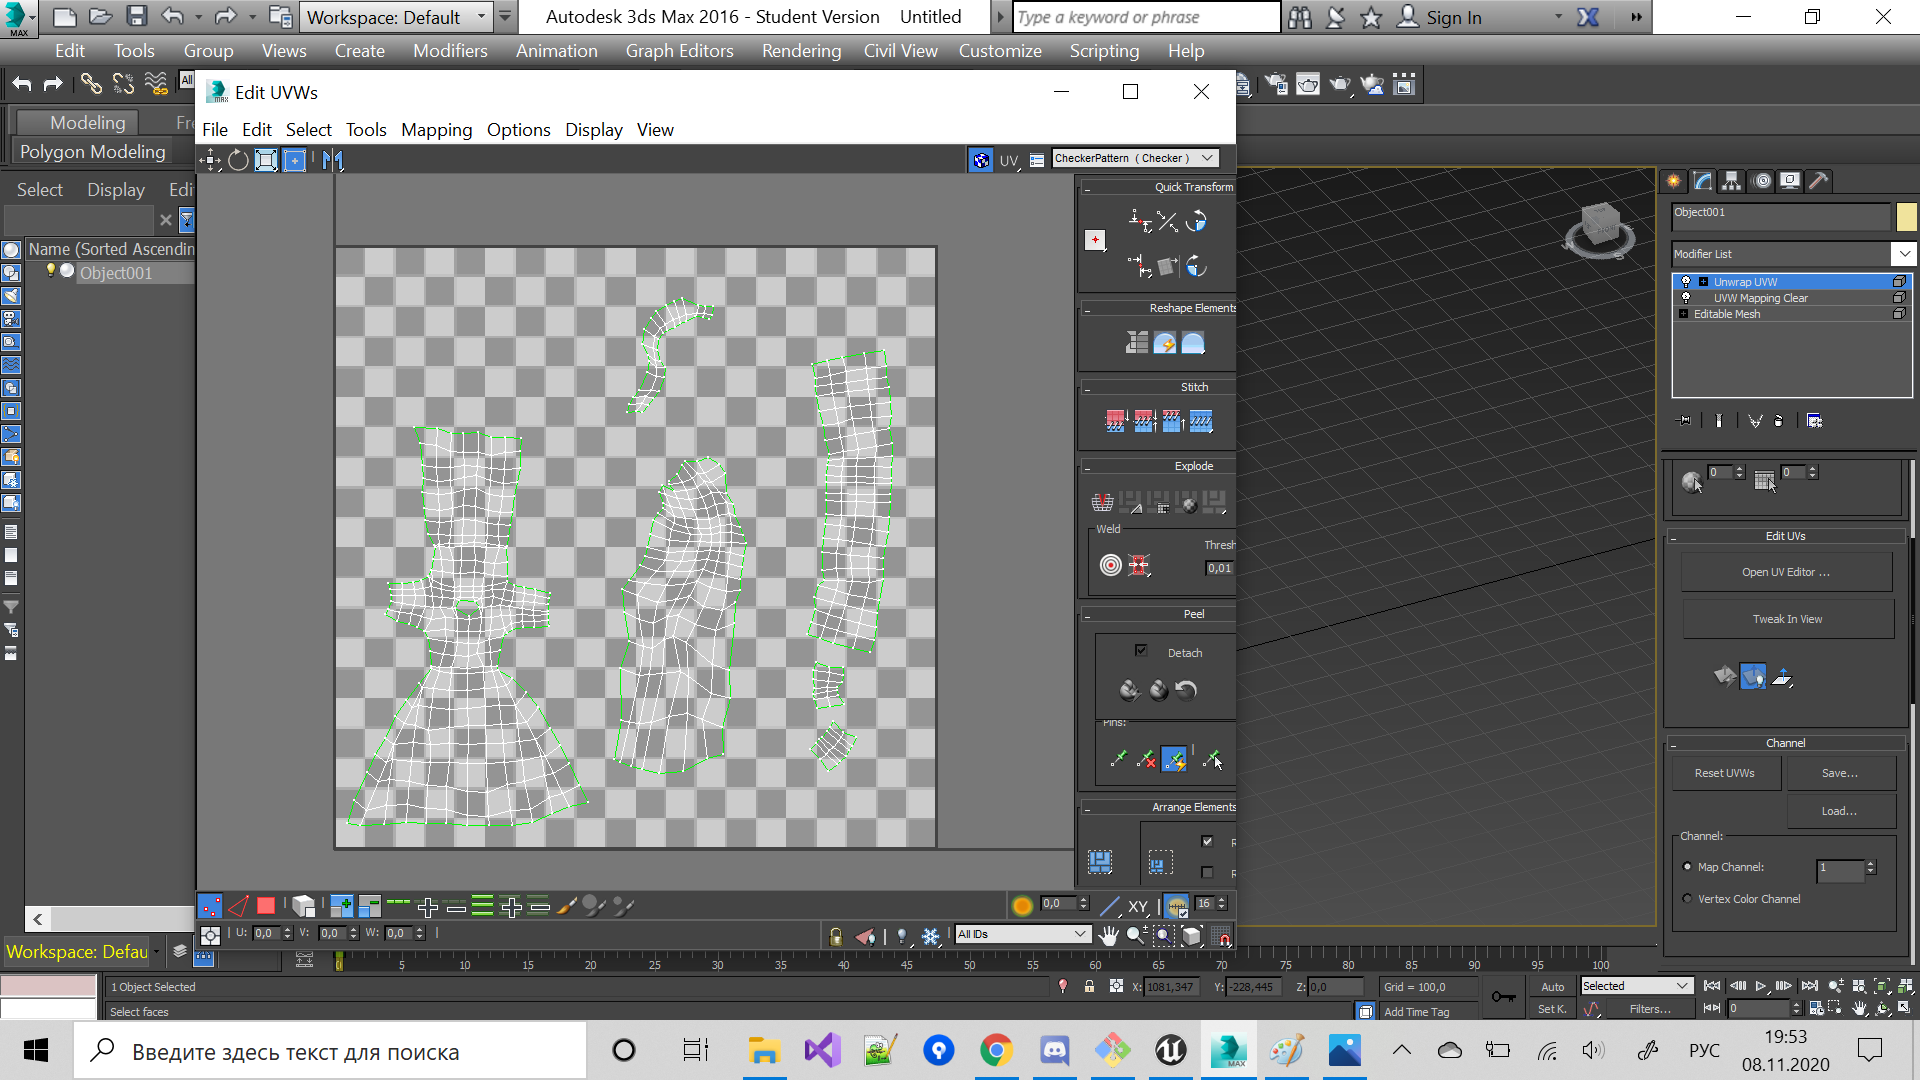 MAX
Workspace: Default
Autodesk 3ds Max 2016 - Student Version    Untitled
Type a keyword or phrase
Sign In
Edit
Tools
Group
Views
Create
Modifiers
Animation
Graph Editors
Rendering
Civil View
Customize
Scripting
Help
All
Edit UVWs
File
Edit
Select
Tools
Mapping
Options
Display
View
Modeling
Fre
Polygon Modeling
UV
CheckerPattern ( Checker )
Select
Display
Edi
Name (Sorted Ascendin
Object001
Quick Transform
Reshape Elements
Stitch
Explode
Weld
Thresh
0,01
Peel
Detach
Pins:
Arrange Elements
Object001
Modifier List
Unwrap UVW
UVW Mapping Clear
Editable Mesh
0
0
Edit UVs
Open UV Editor ...
Tweak In View
Channel
Reset UVWs
Save...
Load...
Channel:
Map Channel:
1
Vertex Color Channel
0,0
XY
16
U: 0,0
V: 0,0
W: 0,0
All IDs
Workspace: Defau
5
10
15
20
25
30
35
40
45
50
55
60
65
70
75
80
85
90
95
100
1 Object Selected
X: 1081,347
Y: -228,445
Z: 0,0
Grid = 100,0
Auto
Selected
Select faces
Add Time Tag
Set K.
Filters...
0
Введите здесь текст для поиска
MAX
РУС
19:53
08.11.2020